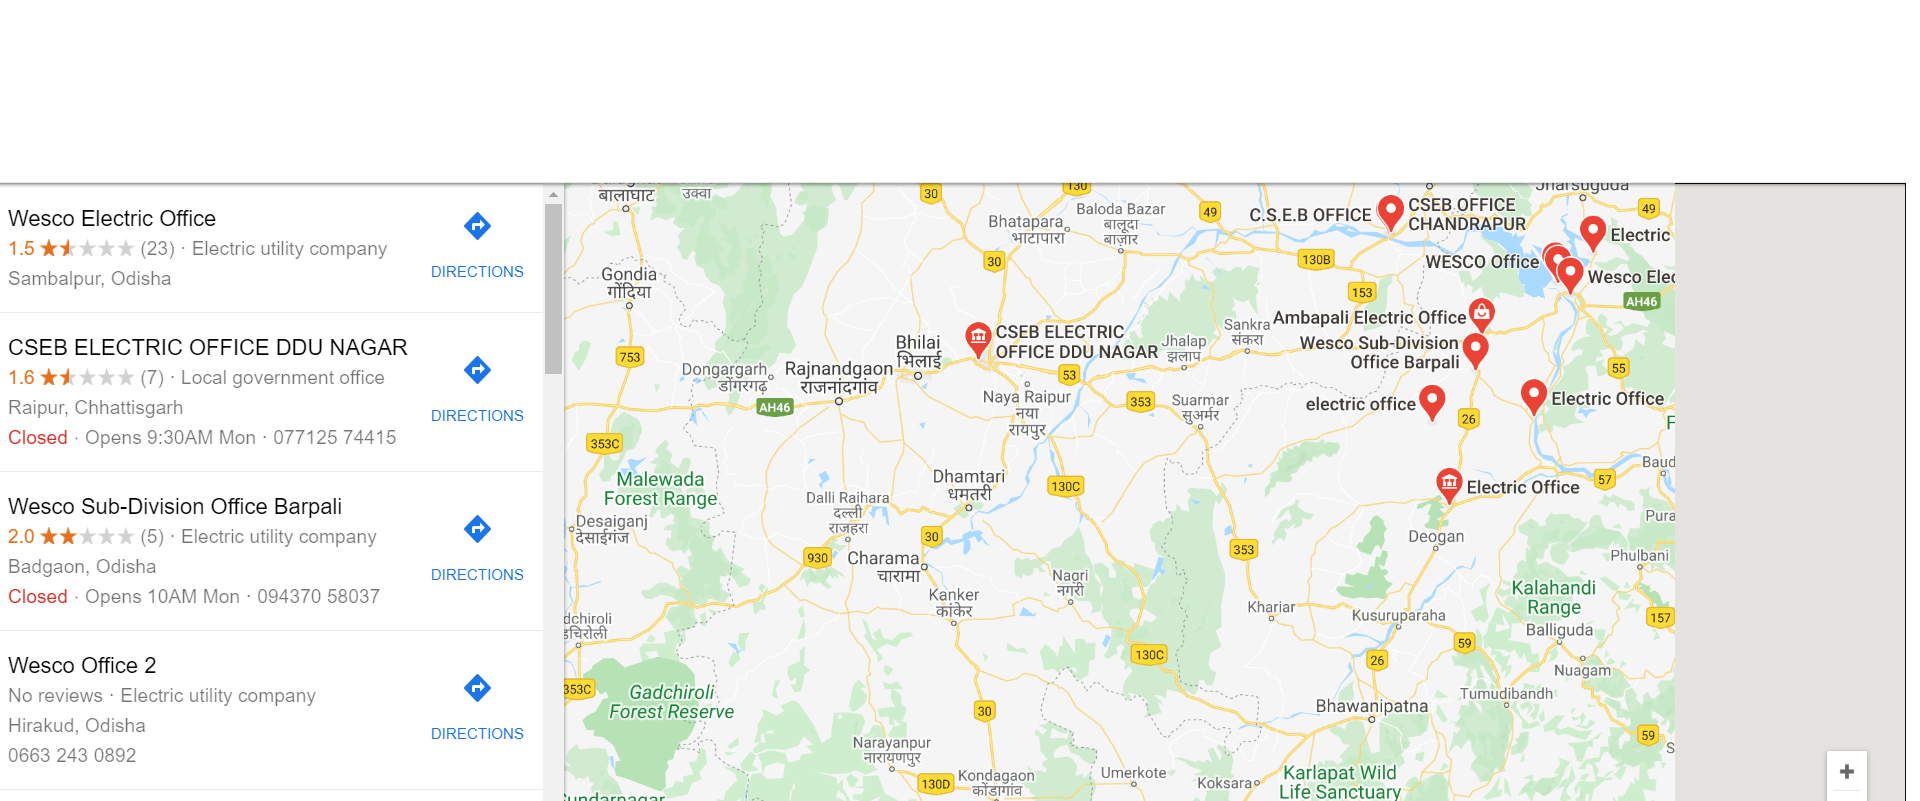 Wesco Electric Office
1.5 (23) · Electric utility company
Sambalpur, Odisha
DIRECTIONS
CSEB ELECTRIC OFFICE DDU NAGAR
1.6 (7) · Local government office
Raipur, Chhattisgarh
Closed · Opens 9:30AM Mon · 077125 74415
DIRECTIONS
Wesco Sub-Division Office Barpali
2.0 (5) · Electric utility company
Badgaon, Odisha
Closed · Opens 10AM Mon · 094370 58037
DIRECTIONS
Wesco Office 2
No reviews · Electric utility company
Hirakud, Odisha
0663 243 0892
DIRECTIONS
बालाघाट
उक्वा
30
130
Jharsuguda
Baloda Bazar
बलौदा
बाज़ार
Bhatapara
भाटापारा
49
C.S.E.B OFFICE
CSEB OFFICE
CHANDRAPUR
49
Electric
30
130B
WESCO Office
Wesco Elec
Gondia
गोंदिया
153
AH46
Ambapali Electric Office
Sankra
संकरा
CSEB ELECTRIC
OFFICE DDU NAGAR
Bhilai
भिलाई
Jhalap
झलाप
Wesco Sub-Division
Office Barpali
753
Dongargarh
डोंगरगढ़
Rajnandgaon
राजनांदगांव
53
55
AH46
Naya Raipur
नया
रायपुर
353
Suarmar
सुअर्मर
electric office
Electric Office
26
F
353C
Malewada
Forest Range
Dhamtari
धमतरी
130C
Electric Office
57
Baud
Dalli Rajhara
दल्ली
राजहरा
Desaiganj
देसाईगंज
30
353
Deogan
Pura
Phulbani
930
Charama
चारामा
Nagri
नगरी
Kanker
कांकेर
Kalahandi
Range
dchiroli
डचिरोली
Khariar
Kusuruparaha
157
Balliguda
130C
59
26
Nuagam
353C
Gadchiroli
Forest Reserve
30
Tumudibandh
Bhawanipatna
59
S
Narayanpur
नारायणपुर
130D
Kondagaon
कोंडागांव
Umerkote
Koksara
Karlapat Wild
Life Sanctuary
Sundarnagar
+